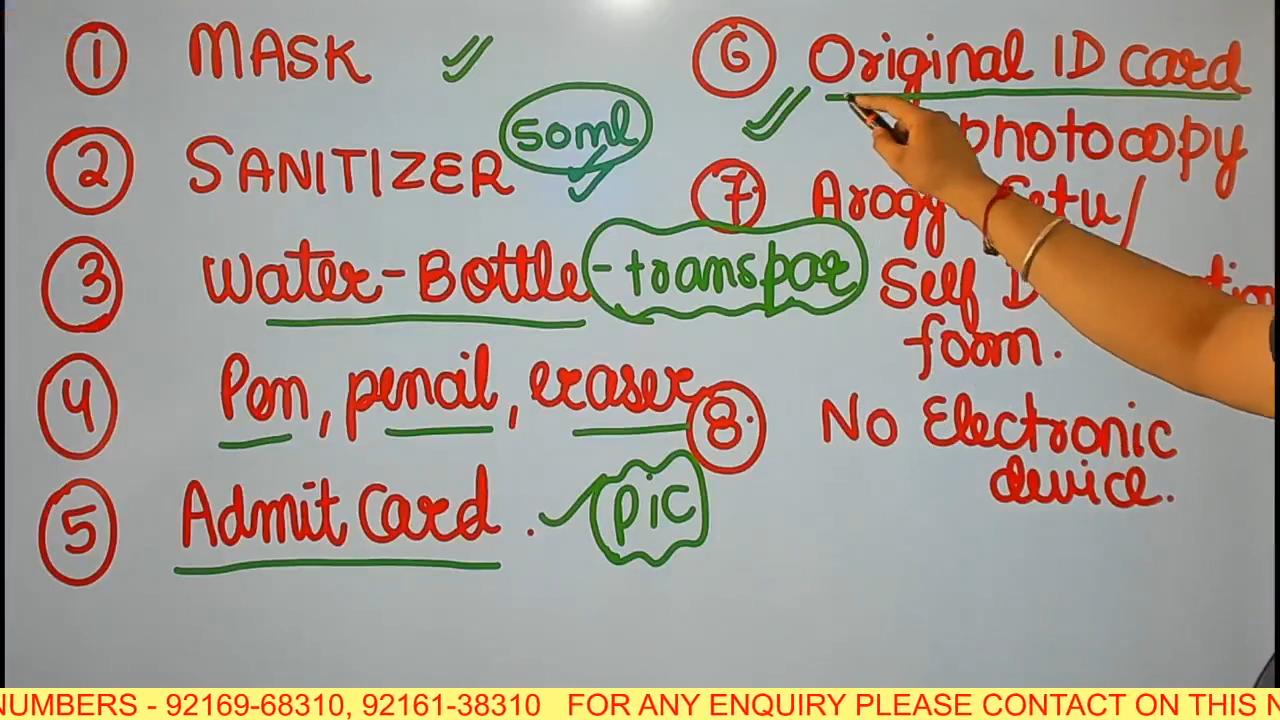 1 MASK
2 SANITIZER 50ml
3 Water-Bottle - transpar
4 Pen, pencil, eraser
5 Admit Card . pic
6 Original ID card
photocopy
7 Setu/
Self
form.
8 No Electronic
device.
NUMBERS - 92169-68310, 92161-38310 FOR ANY ENQUIRY PLEASE CONTACT ON THIS N